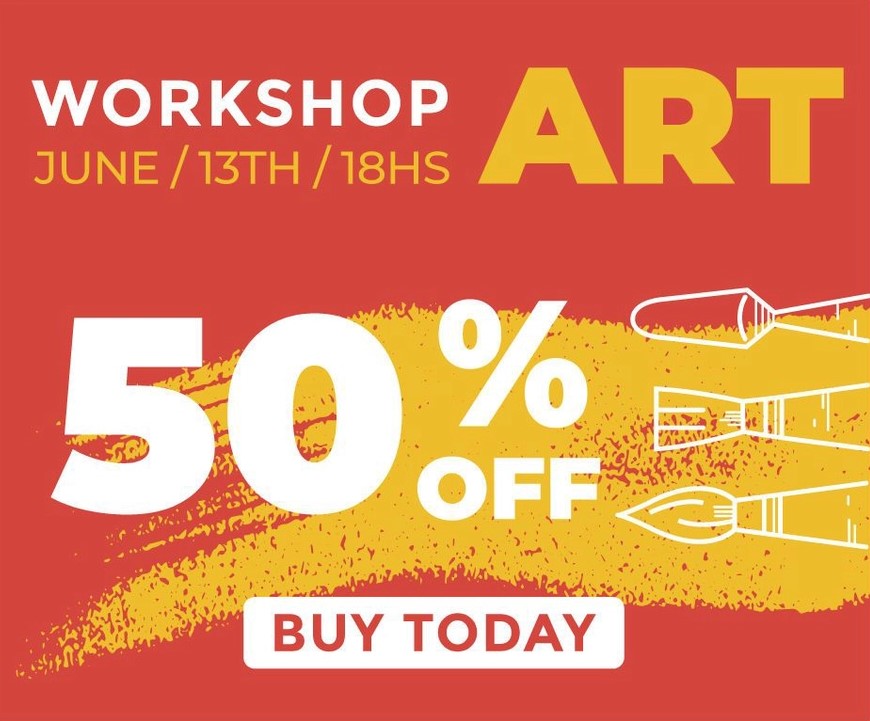 WORKSHOP
JUNE / 13TH / 18HS
ART
50%
OFF
BUY TODAY